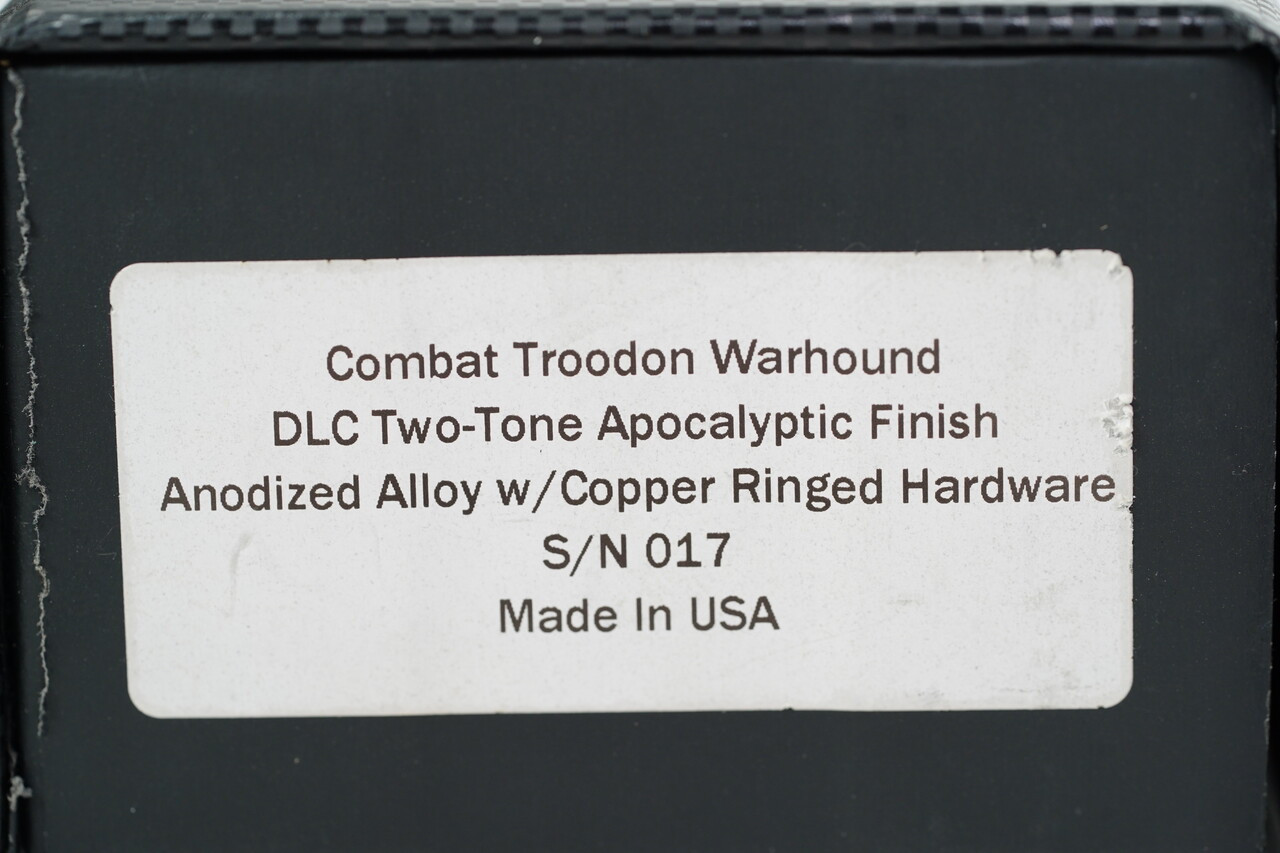 Combat Troodon Warhound
DLC Two-Tone Apocalyptic Finish
Anodized Alloy w/Copper Ringed Hardware
S/N 017
Made In USA